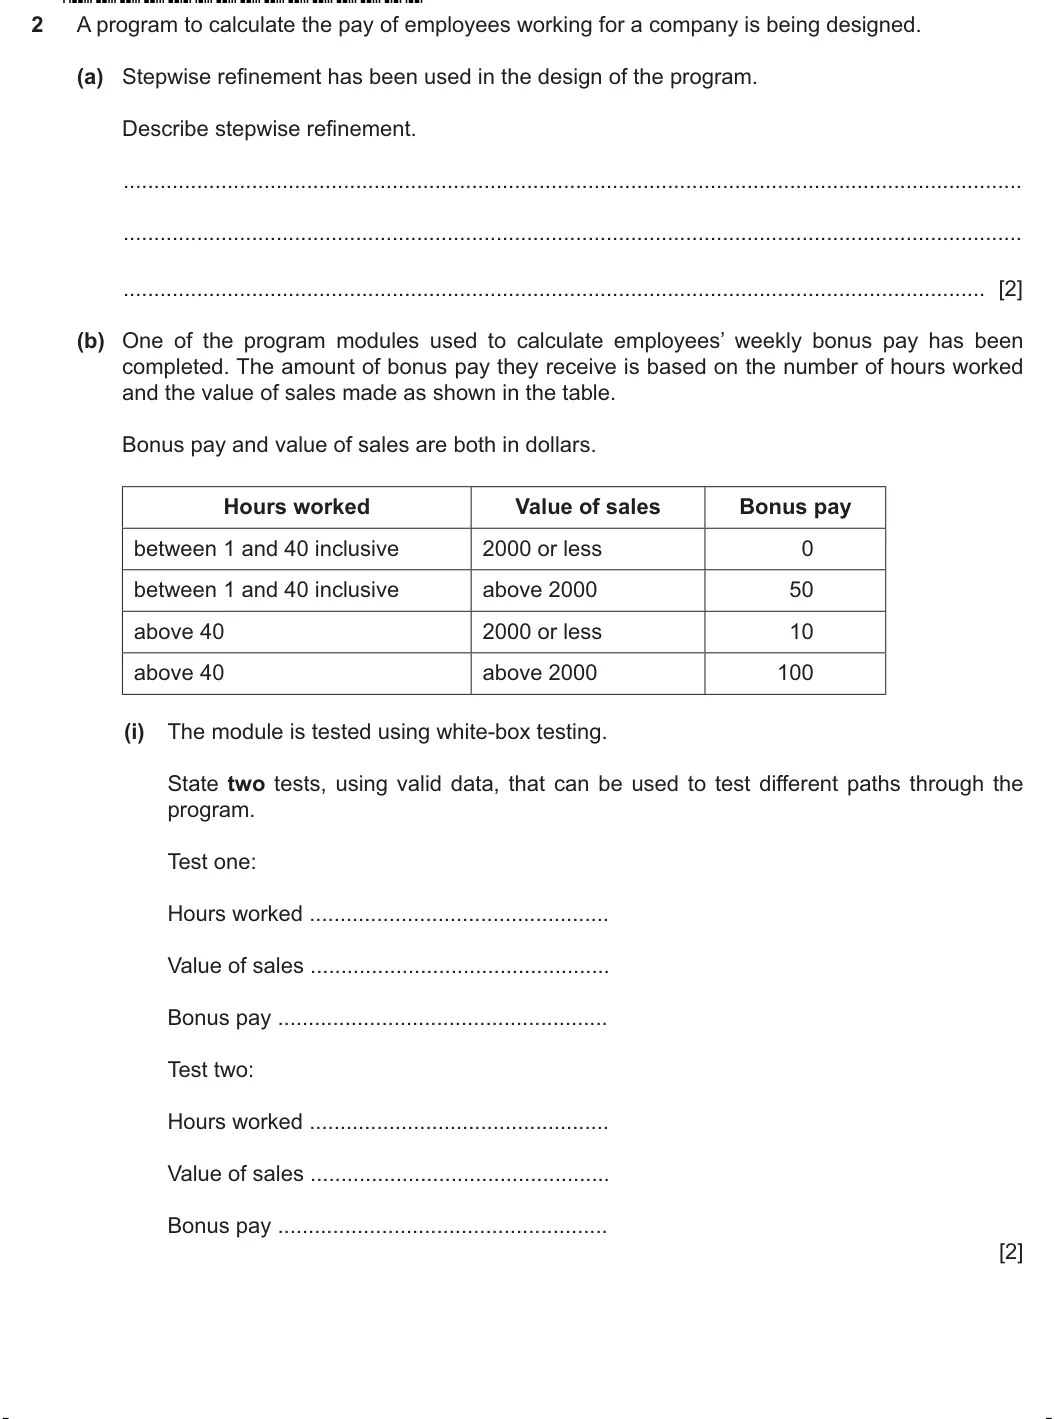 2 A program to calculate the pay of employees working for a company is being designed.
(a) Stepwise refinement has been used in the design of the program.
Describe stepwise refinement.
..........................................................................................................................................
..........................................................................................................................................
.................................................................................................................................... [2]
(b) One of the program modules used to calculate employees’ weekly bonus pay has been
completed. The amount of bonus pay they receive is based on the number of hours worked
and the value of sales made as shown in the table.
Bonus pay and value of sales are both in dollars.
Hours worked Value of sales Bonus pay
between 1 and 40 inclusive 2000 or less 0
between 1 and 40 inclusive above 2000 50
above 40 2000 or less 10
above 40 above 2000 100
(i) The module is tested using white-box testing.
State two tests, using valid data, that can be used to test different paths through the
program.
Test one:
Hours worked .................................................
Value of sales .................................................
Bonus pay ......................................................
Test two:
Hours worked .................................................
Value of sales .................................................
Bonus pay ......................................................
[2]